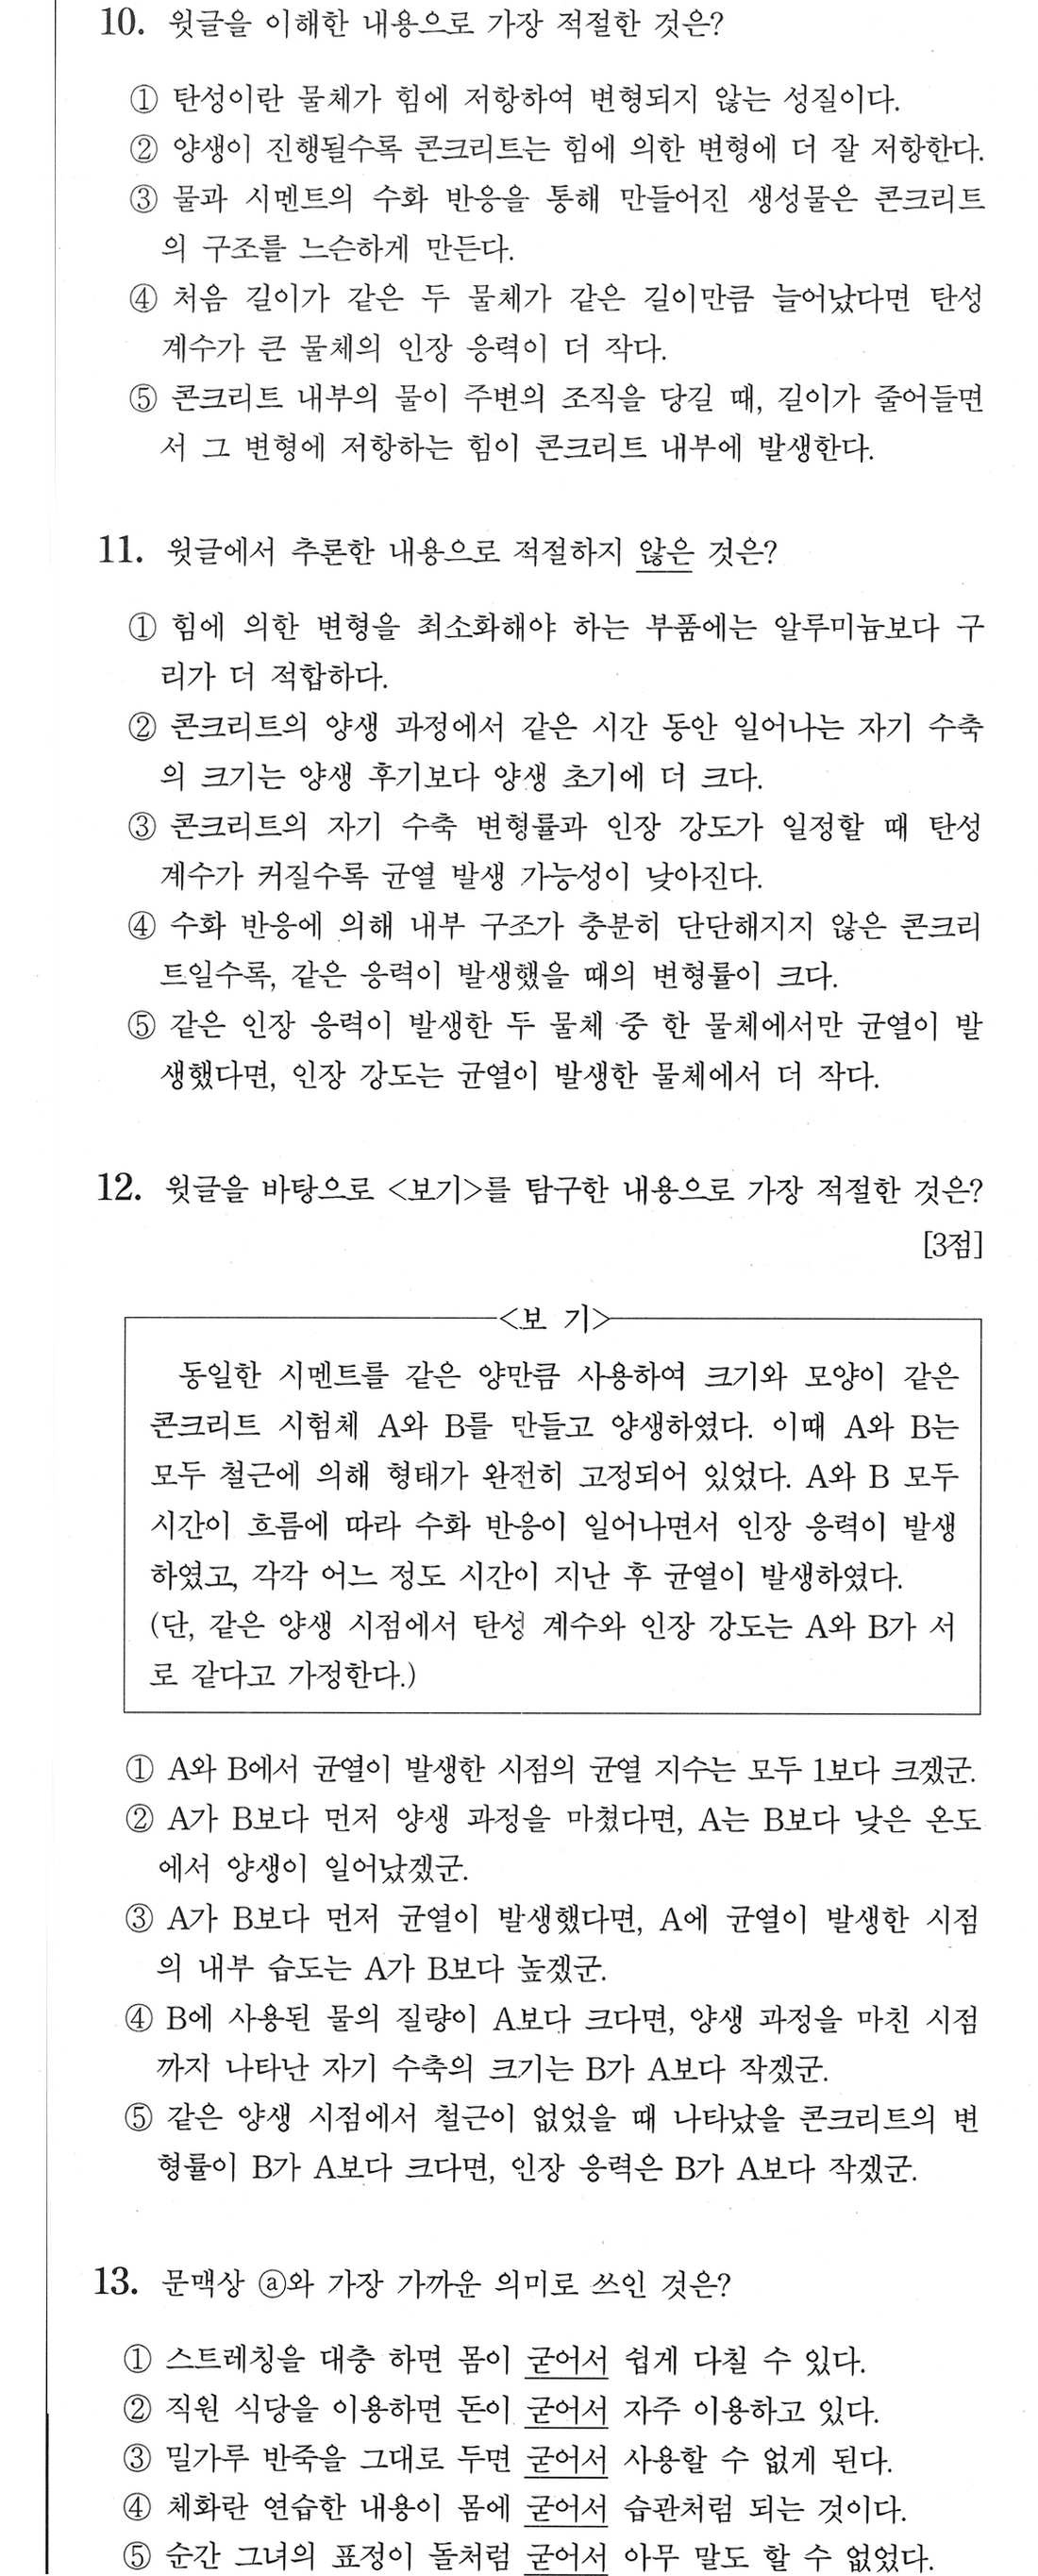 10. 윗글을 이해한 내용으로 가장 적절한 것은?
① 탄성이란 물체가 힘에 저항하여 변형되지 않는 성질이다.
② 양생이 진행될수록 콘크리트는 힘에 의한 변형에 더 잘 저항한다.
③ 물과 시멘트의 수화 반응을 통해 만들어진 생성물은 콘크리트
의 구조를 느슨하게 만든다.
④ 처음 길이가 같은 두 물체가 같은 길이만큼 늘어났다면 탄성
계수가 큰 물체의 인장 응력이 더 작다.
⑤ 콘크리트 내부의 물이 주변의 조직을 당길 때, 길이가 줄어들면
서 그 변형에 저항하는 힘이 콘크리트 내부에 발생한다.
11. 윗글에서 추론한 내용으로 적절하지 않은 것은?
① 힘에 의한 변형을 최소화해야 하는 부품에는 알루미늄보다 구
리가 더 적합하다.
② 콘크리트의 양생 과정에서 같은 시간 동안 일어나는 자기 수축
의 크기는 양생 후기보다 양생 초기에 더 크다.
③ 콘크리트의 자기 수축 변형률과 인장 강도가 일정할 때 탄성
계수가 커질수록 균열 발생 가능성이 낮아진다.
④ 수화 반응에 의해 내부 구조가 충분히 단단해지지 않은 콘크리
트일수록, 같은 응력이 발생했을 때의 변형률이 크다.
⑤ 같은 인장 응력이 발생한 두 물체 중 한 물체에서만 균열이 발
생했다면, 인장 강도는 균열이 발생한 물체에서 더 작다.
12. 윗글을 바탕으로 <보기>를 탐구한 내용으로 가장 적절한 것은?
[3점]
<보 기>
동일한 시멘트를 같은 양만큼 사용하여 크기와 모양이 같은
콘크리트 시험체 A와 B를 만들고 양생하였다. 이때 A와 B는
모두 철근에 의해 형태가 완전히 고정되어 있었다. A와 B 모두
시간이 흐름에 따라 수화 반응이 일어나면서 인장 응력이 발생
하였고, 각각 어느 정도 시간이 지난 후 균열이 발생하였다.
(단, 같은 양생 시점에서 탄성 계수와 인장 강도는 A와 B가 서
로 같다고 가정한다.)
① A와 B에서 균열이 발생한 시점의 균열 지수는 모두 1보다 크겠군.
② A가 B보다 먼저 양생 과정을 마쳤다면, A는 B보다 낮은 온도
에서 양생이 일어났겠군.
③ A가 B보다 먼저 균열이 발생했다면, A에 균열이 발생한 시점
의 내부 습도는 A가 B보다 높겠군.
④ B에 사용된 물의 질량이 A보다 크다면, 양생 과정을 마친 시점
까지 나타난 자기 수축의 크기는 B가 A보다 작겠군.
⑤ 같은 양생 시점에서 철근이 없었을 때 나타났을 콘크리트의 변
형률이 B가 A보다 크다면, 인장 응력은 B가 A보다 작겠군.
13. 문맥상 ⓐ와 가장 가까운 의미로 쓰인 것은?
① 스트레칭을 대충 하면 몸이 굳어서 쉽게 다칠 수 있다.
② 직원 식당을 이용하면 돈이 굳어서 자주 이용하고 있다.
③ 밀가루 반죽을 그대로 두면 굳어서 사용할 수 없게 된다.
④ 체화란 연습한 내용이 몸에 굳어서 습관처럼 되는 것이다.
⑤ 순간 그녀의 표정이 돌처럼 굳어서 아무 말도 할 수 없었다.